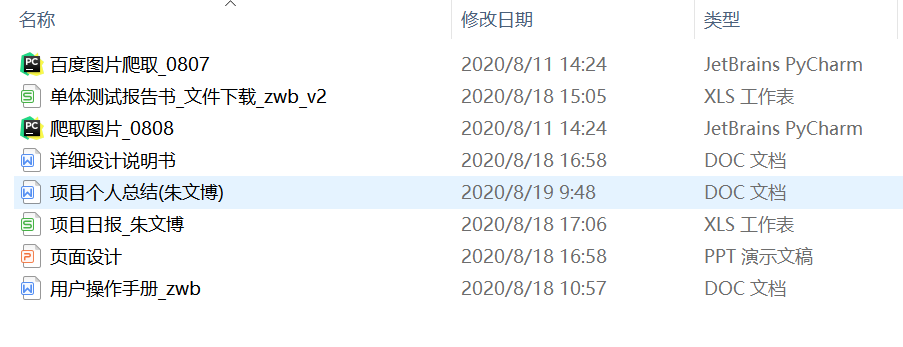 名称 修改日期 类型
百度图片爬取_0807 2020/8/11 14:24 JetBrains PyCharm
单体测试报告书_文件下载_zwb_v2 2020/8/18 15:05 XLS 工作表
爬取图片_0808 2020/8/11 14:24 JetBrains PyCharm
详细设计说明书 2020/8/18 16:58 DOC 文档
项目个人总结(朱文博) 2020/8/19 9:48 DOC 文档
项目日报_朱文博 2020/8/18 17:06 XLS 工作表
页面设计 2020/8/18 16:58 PPT 演示文稿
用户操作手册_zwb 2020/8/18 10:57 DOC 文档